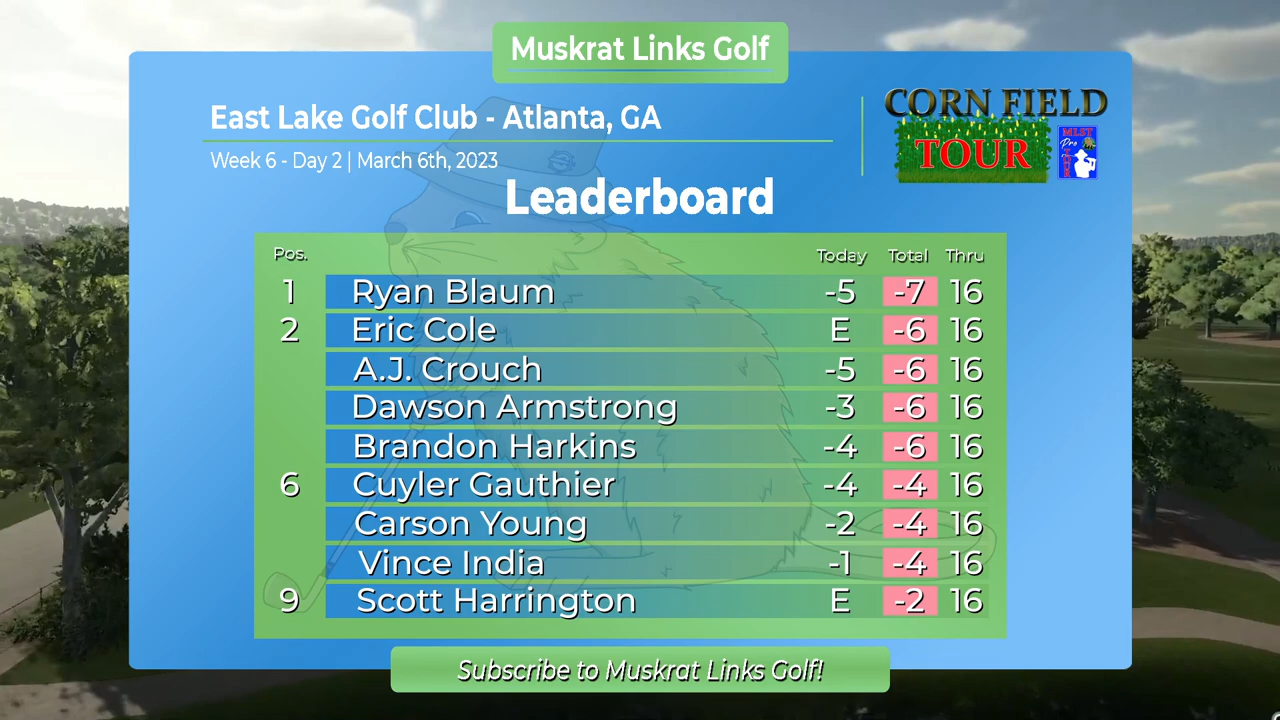 Muskrat Links Golf
East Lake Golf Club - Atlanta, GA
Week 6 - Day 2 | March 6th, 2023
CORN FIELD
TOUR
MLST
Pro
TOUR
Leaderboard
Pos. Today Total Thru
1 Ryan Blaum -5 -7 16
2 Eric Cole E -6 16
A.J. Crouch -5 -6 16
Dawson Armstrong -3 -6 16
Brandon Harkins -4 -6 16
6 Cuyler Gauthier -4 -4 16
Carson Young -2 -4 16
Vince India -1 -4 16
9 Scott Harrington E -2 16
Subscribe to Muskrat Links Golf!